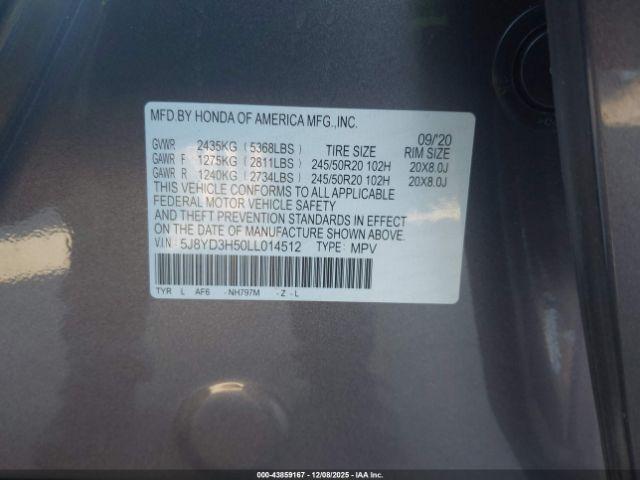 MFD.BY HONDA OF AMERICA MFG.,INC.
09/'20
GVWR 2435KG (5368LBS) TIRE SIZE RIM SIZE
GAWR F 1275KG (2811LBS) 245/50R20 102H 20X8.0J
GAWR R 1240KG (2734LBS) 245/50R20 102H 20X8.0J
THIS VEHICLE CONFORMS TO ALL APPLICABLE
FEDERAL MOTOR VEHICLE SAFETY
AND THEFT PREVENTION STANDARDS IN EFFECT
ON DATE OF MANUFACTURE SHOWN ABOVE.
V.I.N: 5J8YD3H50LL014512 TYPE: MPV
TYR L AF6 -NH797M -Z -L
000-43859167 - 12/08/2025 - IAA Inc.